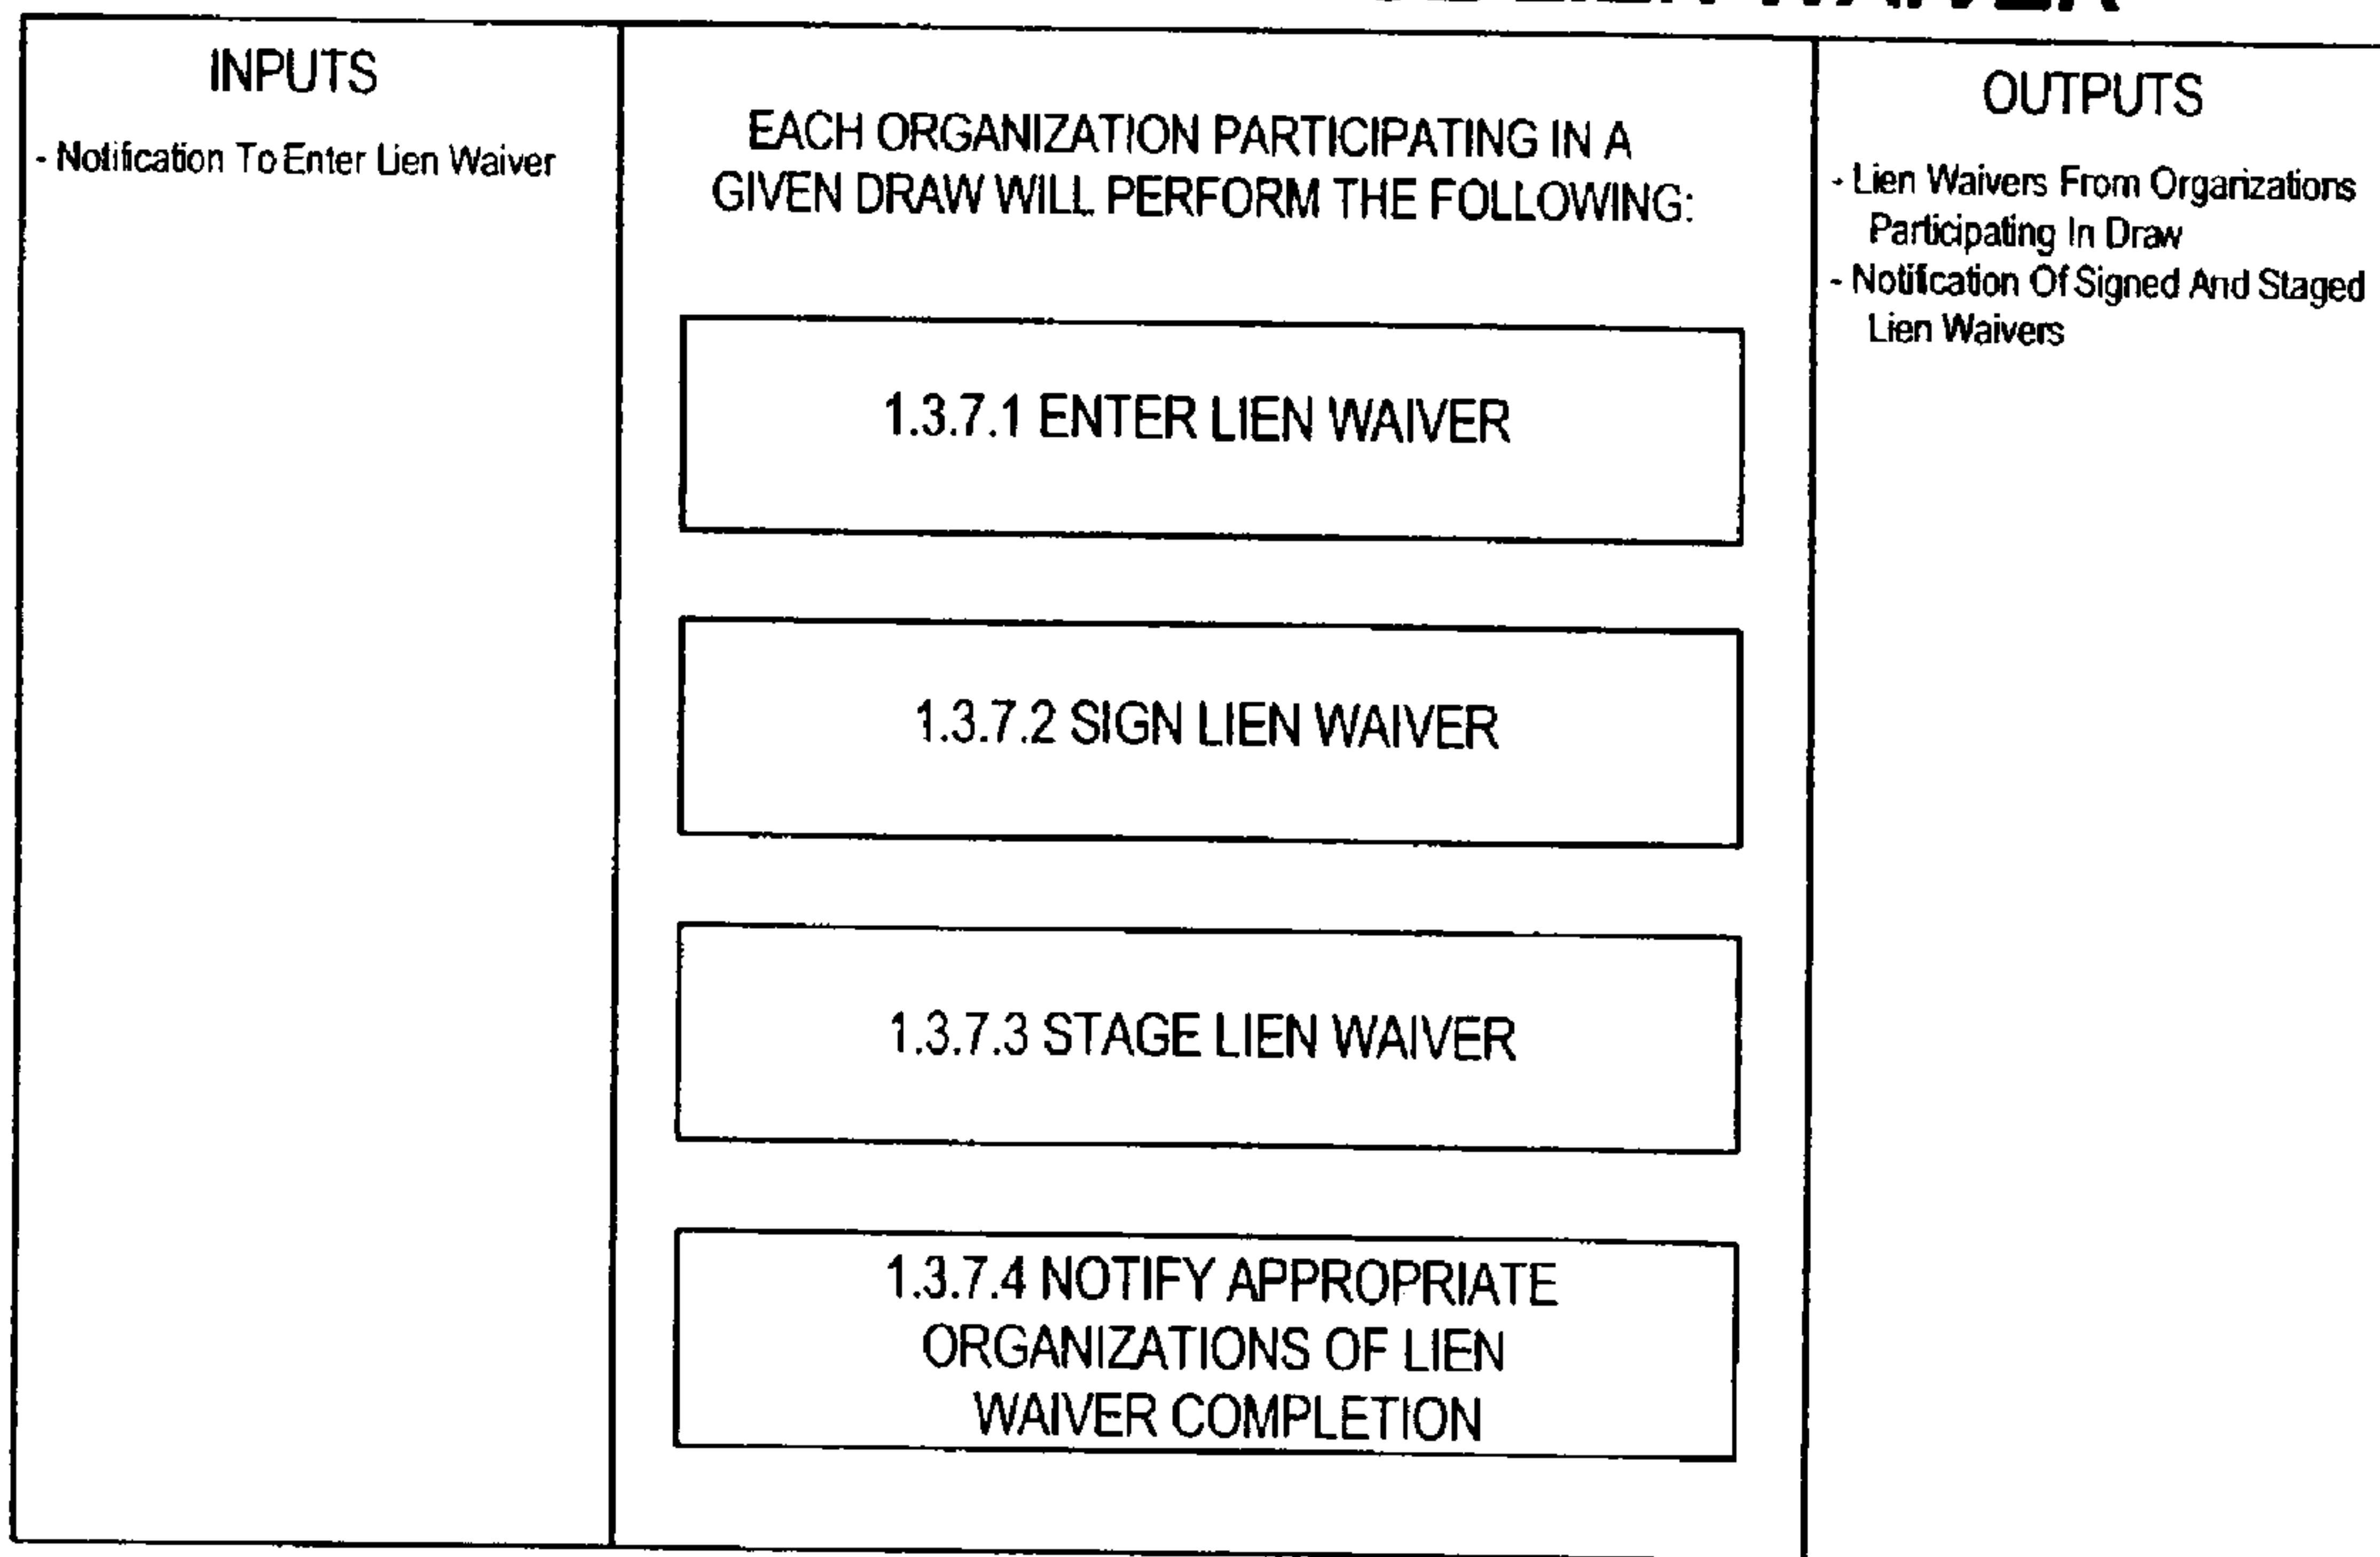 LIEN WAIVER
INPUTS
- Notification To Enter Lien Waiver
EACH ORGANIZATION PARTICIPATING IN A
GIVEN DRAW WILL PERFORM THE FOLLOWING:
1.3.7.1 ENTER LIEN WAIVER
1.3.7.2 SIGN LIEN WAIVER
1.3.7.3 STAGE LIEN WAIVER
1.3.7.4 NOTIFY APPROPRIATE
ORGANIZATIONS OF LIEN
WAIVER COMPLETION
OUTPUTS
- Lien Waivers From Organizations
Participating In Draw
- Notification Of Signed And Staged
Lien Waivers